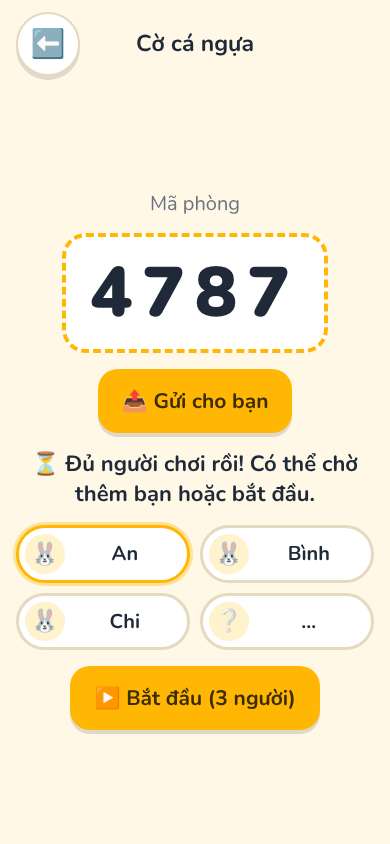 Cờ cá ngựa
Mã phòng
4787
📤 Gửi cho bạn
⏳ Đủ người chơi rồi! Có thể chờ
thêm bạn hoặc bắt đầu.
An
Bình
Chi
...
▶️ Bắt đầu (3 người)